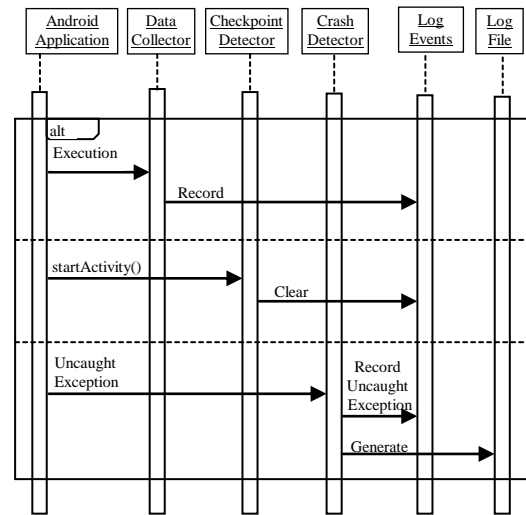 Android
Application
Data
Collector
Checkpoint
Detector
Crash
Detector
Log
Events
Log
File
alt
Execution
Record
startActivity()
Clear
Uncaught
Exception
Record
Uncaught
Exception
Generate